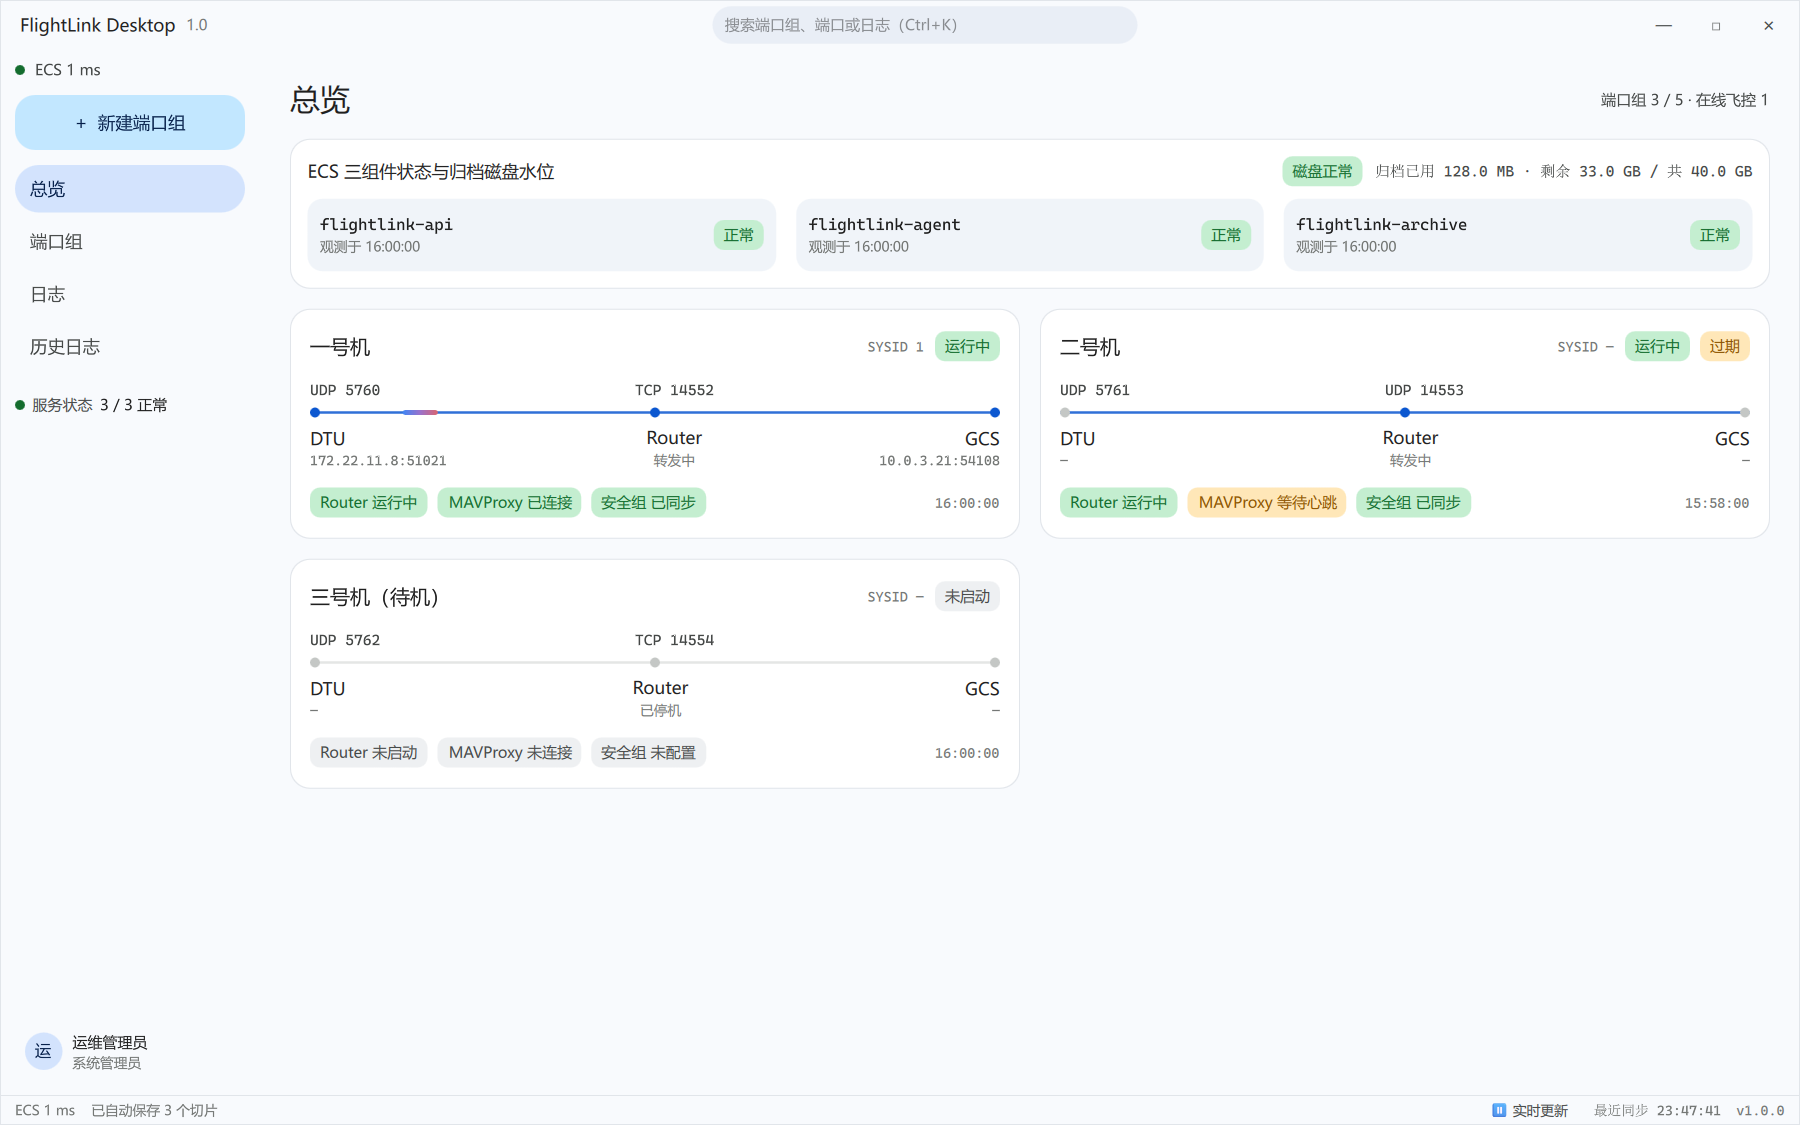 FlightLink Desktop 1.0
搜索端口组、端口或日志（Ctrl+K）
ECS 1 ms
+ 新建端口组
总览
端口组
日志
历史日志
服务状态 3 / 3 正常
总览
端口组 3 / 5 · 在线飞控 1
ECS 三组件状态与归档磁盘水位
磁盘正常 归档已用 128.0 MB · 剩余 33.0 GB / 共 40.0 GB
flightlink-api
观测于 16:00:00
正常
flightlink-agent
观测于 16:00:00
正常
flightlink-archive
观测于 16:00:00
正常
一号机
SYSID 1 运行中
UDP 5760 TCP 14552
DTU Router GCS
172.22.11.8:51021 转发中 10.0.3.21:54108
Router 运行中 MAVProxy 已连接 安全组 已同步 16:00:00
二号机
SYSID — 运行中 过期
UDP 5761 UDP 14553
DTU Router GCS
— 转发中 —
Router 运行中 MAVProxy 等待心跳 安全组 已同步 15:58:00
三号机（待机）
SYSID — 未启动
UDP 5762 TCP 14554
DTU Router GCS
— 已停机 —
Router 未启动 MAVProxy 未连接 安全组 未配置 16:00:00
运 运维管理员
系统管理员
ECS 1 ms 已自动保存 3 个切片
实时更新 最近同步 23:47:41 v1.0.0